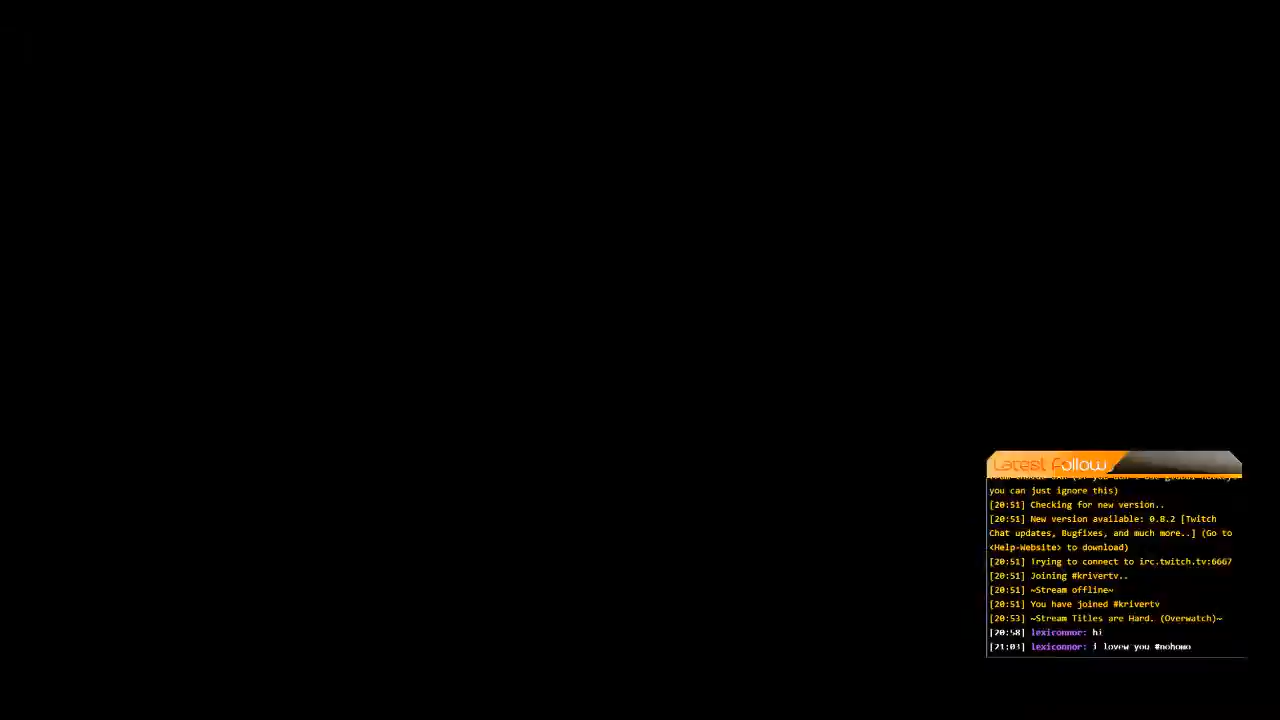 Latest Follow
you can just ignore this)
[20:51] Checking for new version..
[20:51] New version available: 0.8.2 [Twitch
Chat updates, Bugfixes, and much more..] (Go to
<Help-Website> to download)
[20:51] Trying to connect to irc.twitch.tv:6667
[20:51] Joining #krivertv..
[20:51] ~Stream offline~
[20:51] You have joined #krivertv
[20:53] ~Stream Titles are Hard. (Overwatch)~
[20:58] lexiconnor: hi
[21:03] lexiconnor: i lovew you #nohomo